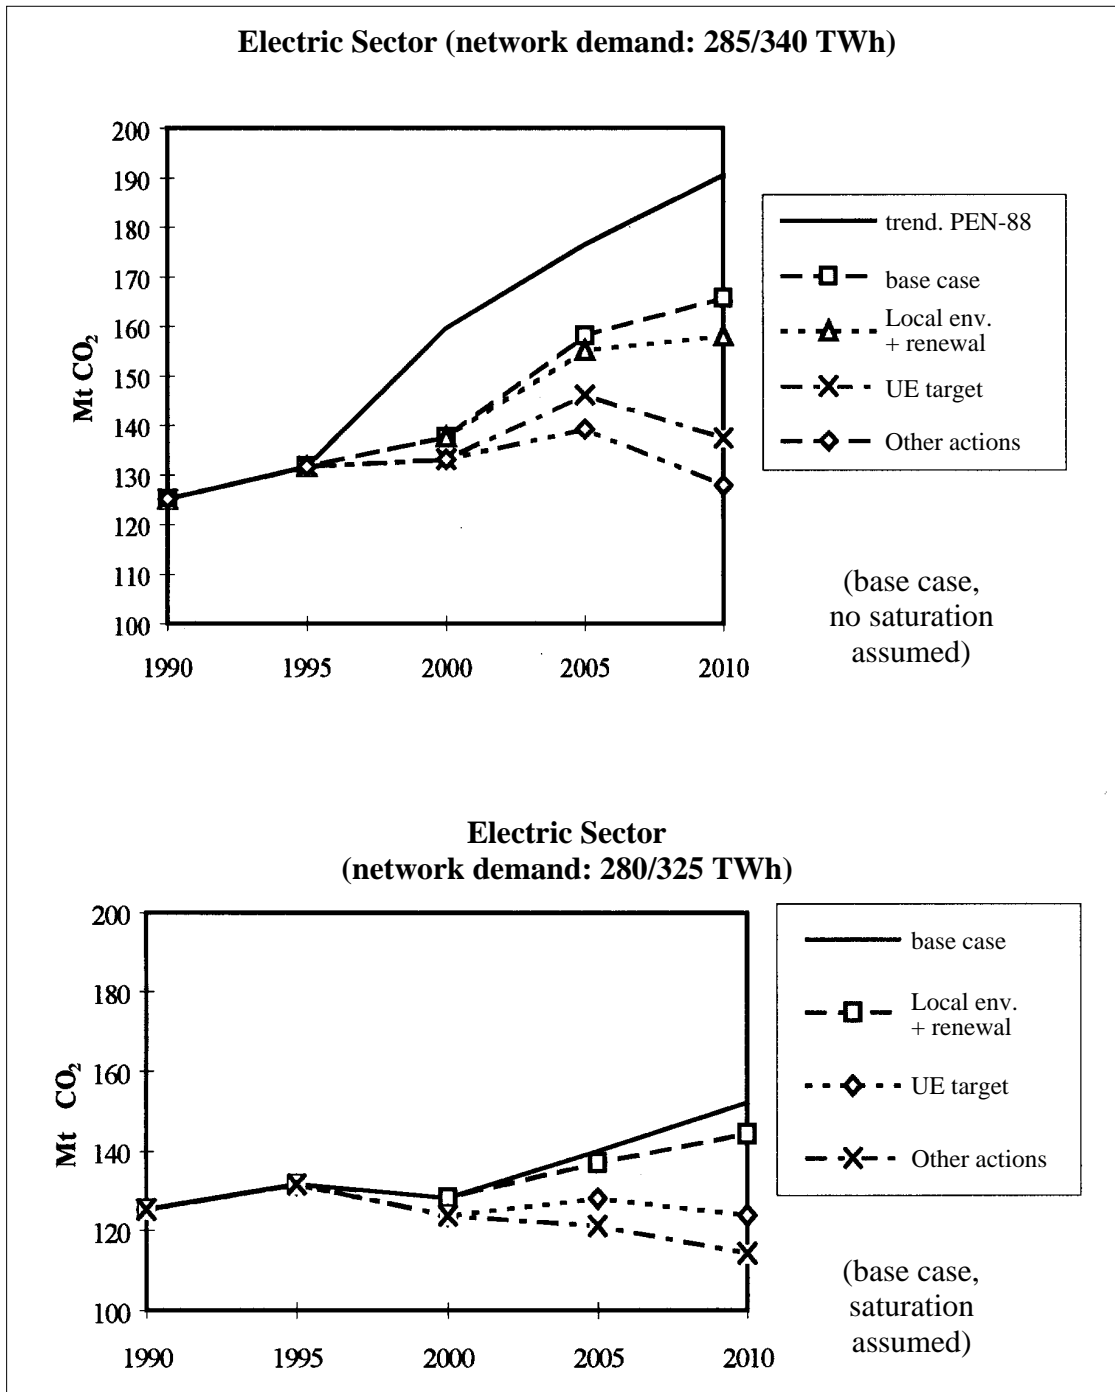 Electric Sector (network demand: 285/340 TWh)
200
190
180
170
160
150
140
130
120
110
100
Mt CO₂
1990
1995
2000
2005
2010
trend. PEN-88
base case
Local env.
+ renewal
UE target
Other actions
(base case,
no saturation
assumed)
Electric Sector
(network demand: 280/325 TWh)
200
180
160
140
120
100
Mt CO₂
1990
1995
2000
2005
2010
base case
Local env.
+ renewal
UE target
Other actions
(base case,
saturation
assumed)